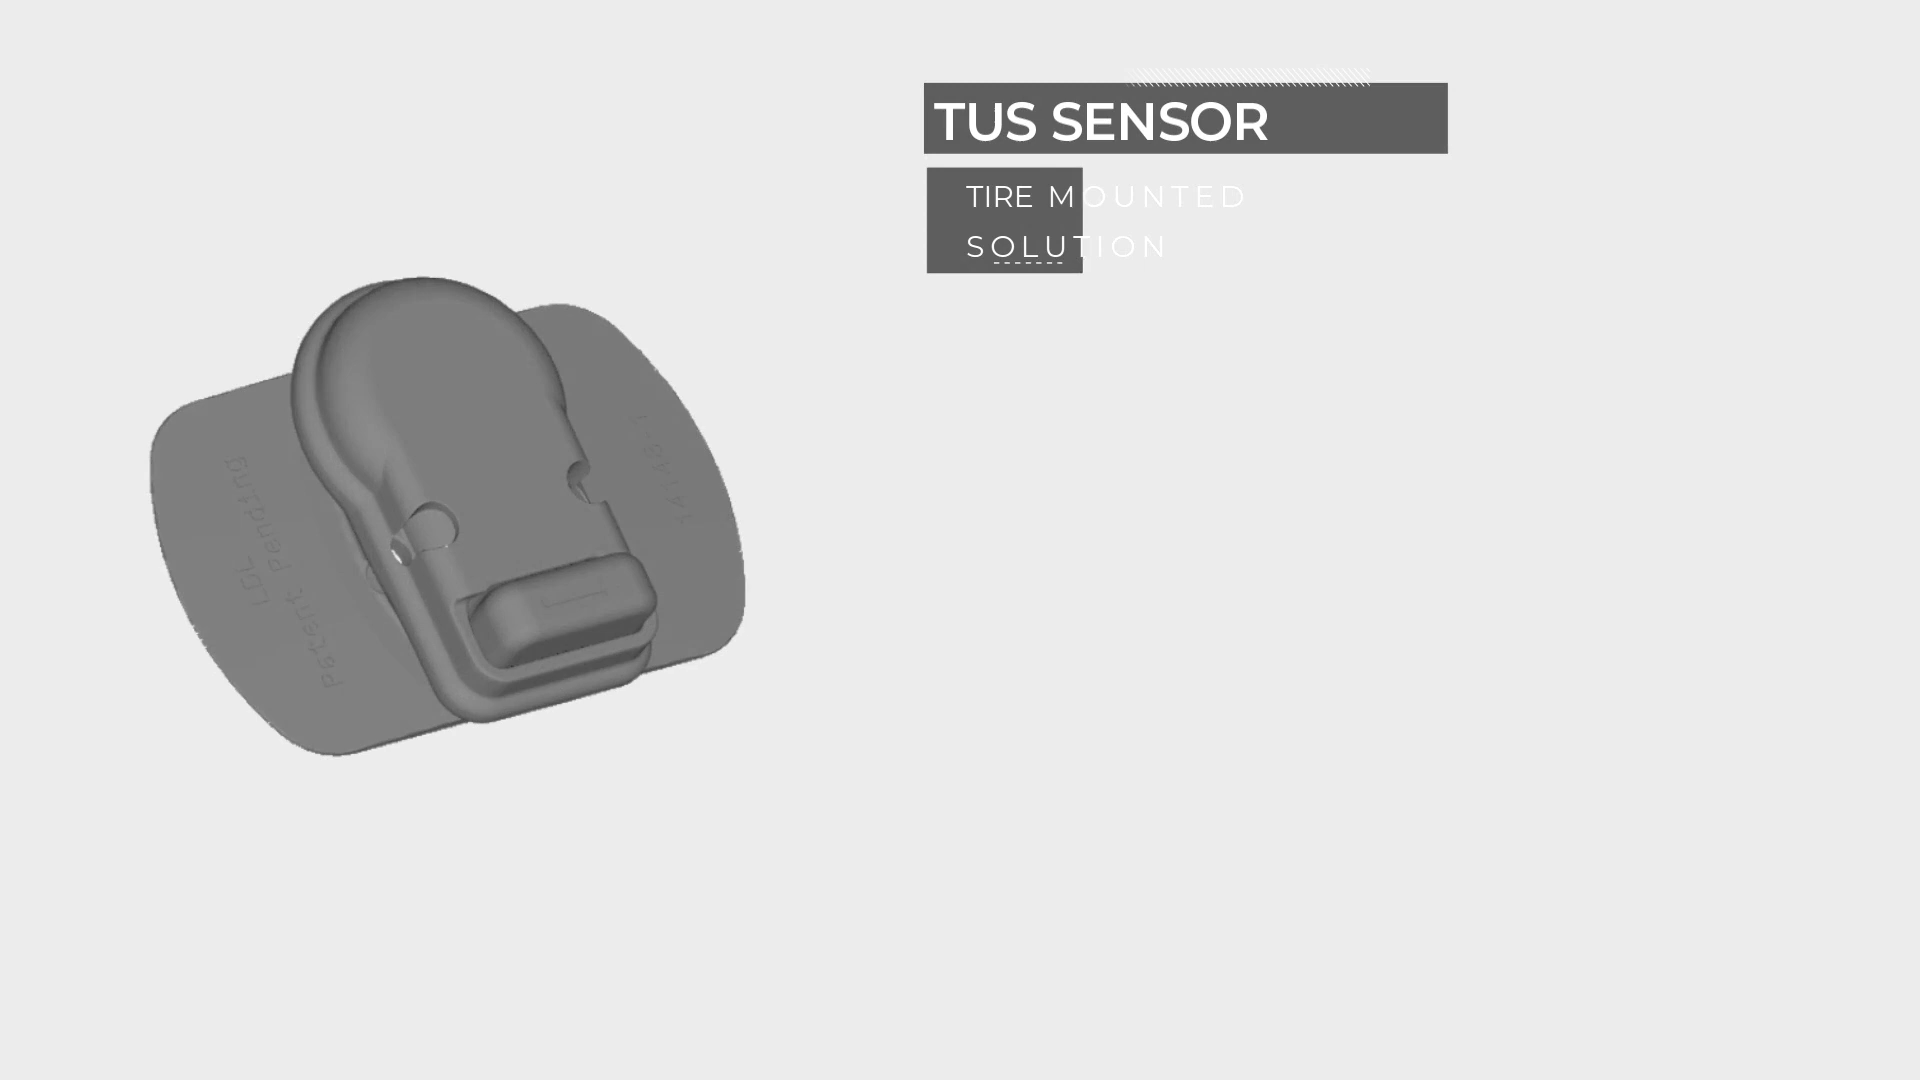 TUS SENSOR
TIRE MOUNTED
SOLUTION
LDL
Patent Pending